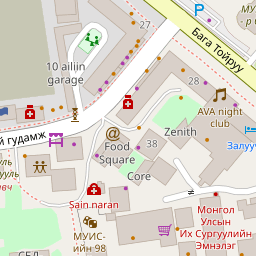 27
Бага Тойруу
МУ
р
10 ailiin
garage
28
AVA night
club
й гудамж
Zenith
Залуу
Food
Square
38
Core
Sain naran
Монгол
Улсын
Их Сургуулийн
Эмнэлэг
МУИС-
ийн 98